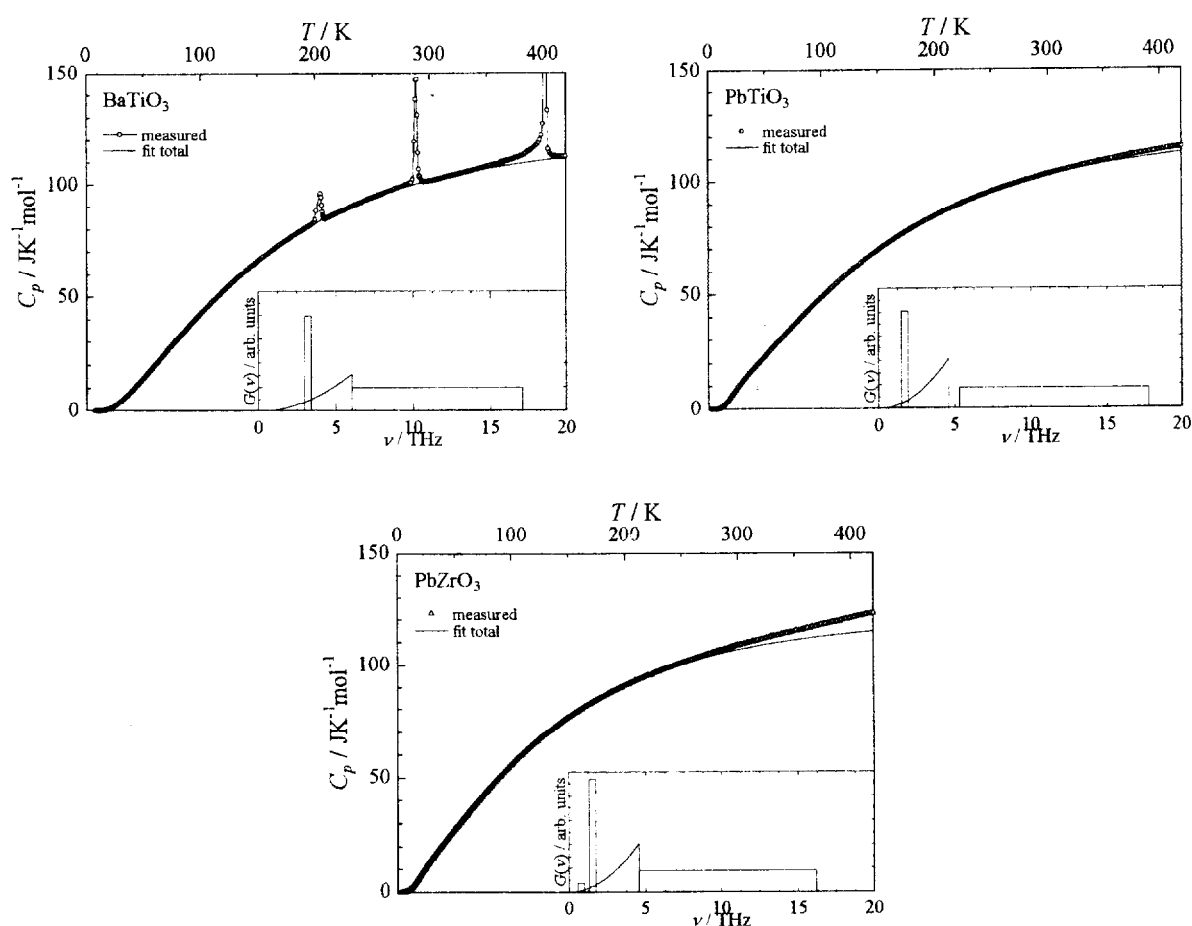 T / K
0 100 200 300 400
150
BaTiO3
measured
fit total
100
Cp / JK-1mol-1
50
G(ν) / arb. units
0
0 5 10 15 20
ν / THz
T / K
0 100 200 300 400
150
PbTiO3
measured
fit total
100
Cp / JK-1mol-1
50
G(ν) / arb. units
0
0 5 10 15 20
ν / THz
T / K
0 100 200 300 400
150
PbZrO3
measured
fit total
100
Cp / JK-1mol-1
50
G(ν) / arb. units
0
0 5 10 15 20
ν / THz